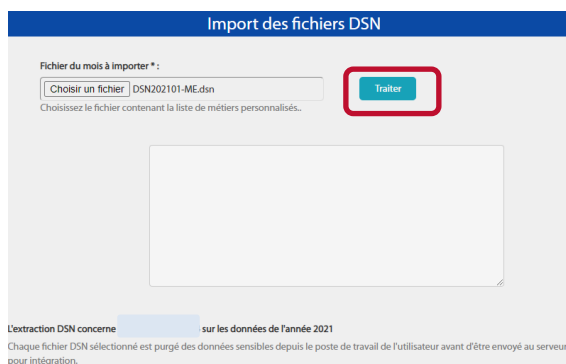 Import des fichiers DSN
Fichier du mois à importer * :
Choisir un fichier DSN202101-ME.dsn
Traiter
Choisissez le fichier contenant la liste de métiers personnalisés..
L'extraction DSN concerne sur les données de l'année 2021
Chaque fichier DSN sélectionné est purgé des données sensibles depuis le poste de travail de l'utilisateur avant d'être envoyé au serveur
pour intégration.